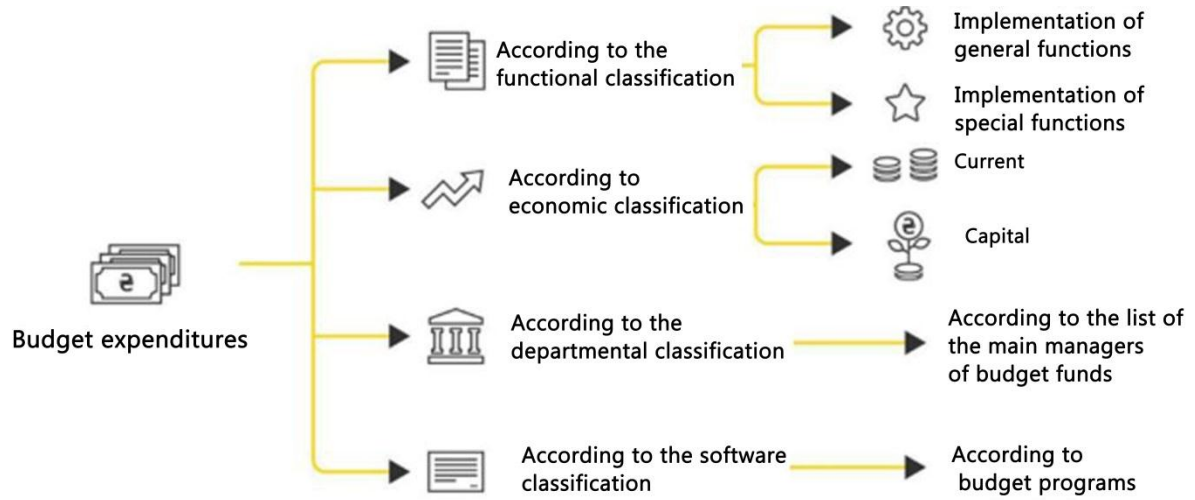 Budget expenditures
According to the
functional classification
Implementation of
general functions
Implementation of
special functions
According to
economic classification
Current
Capital
According to the
departmental classification
According to the list of
the main managers
of budget funds
According to the software
classification
According to
budget programs